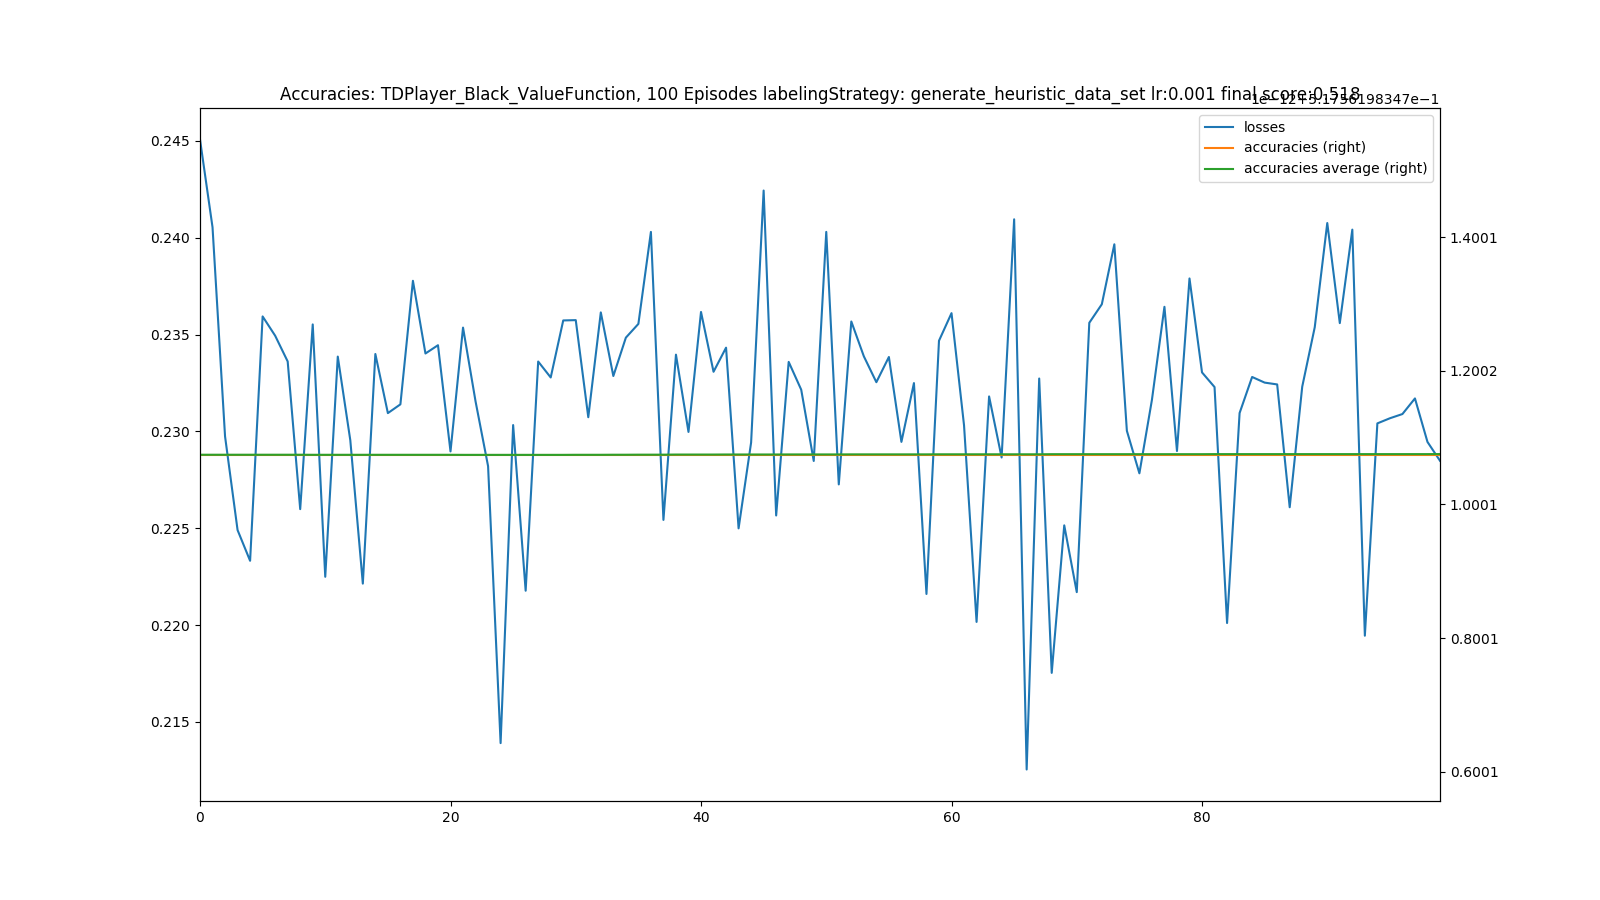 Accuracies: TDPlayer_Black_ValueFunction, 100 Episodes labelingStrategy: generate_heuristic_data_set lr:0.001 final score:0.518
1e−12+5.1756198347e−1
losses
accuracies (right)
accuracies average (right)
0.245
0.240
0.235
0.230
0.225
0.220
0.215
1.4001
1.2002
1.0001
0.8001
0.6001
0 20 40 60 80